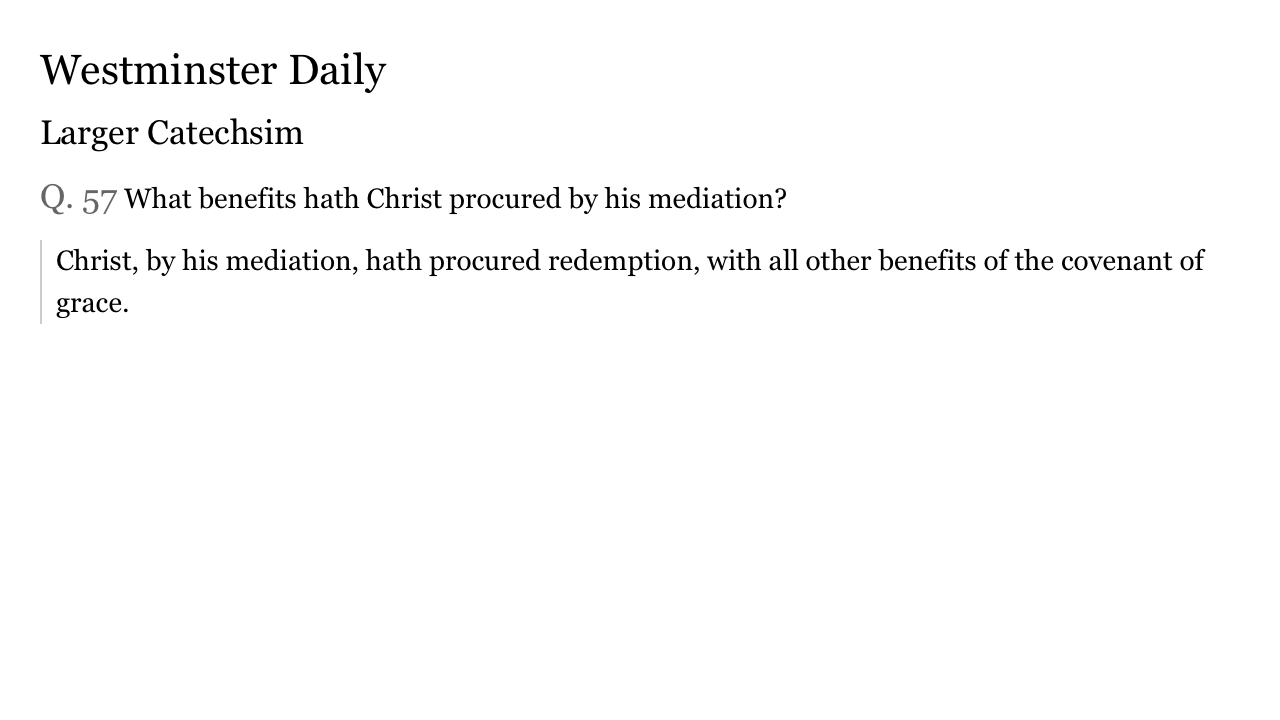 Westminster Daily
Larger Catechsim
Q. 57 What benefits hath Christ procured by his mediation?
Christ, by his mediation, hath procured redemption, with all other benefits of the covenant of
grace.